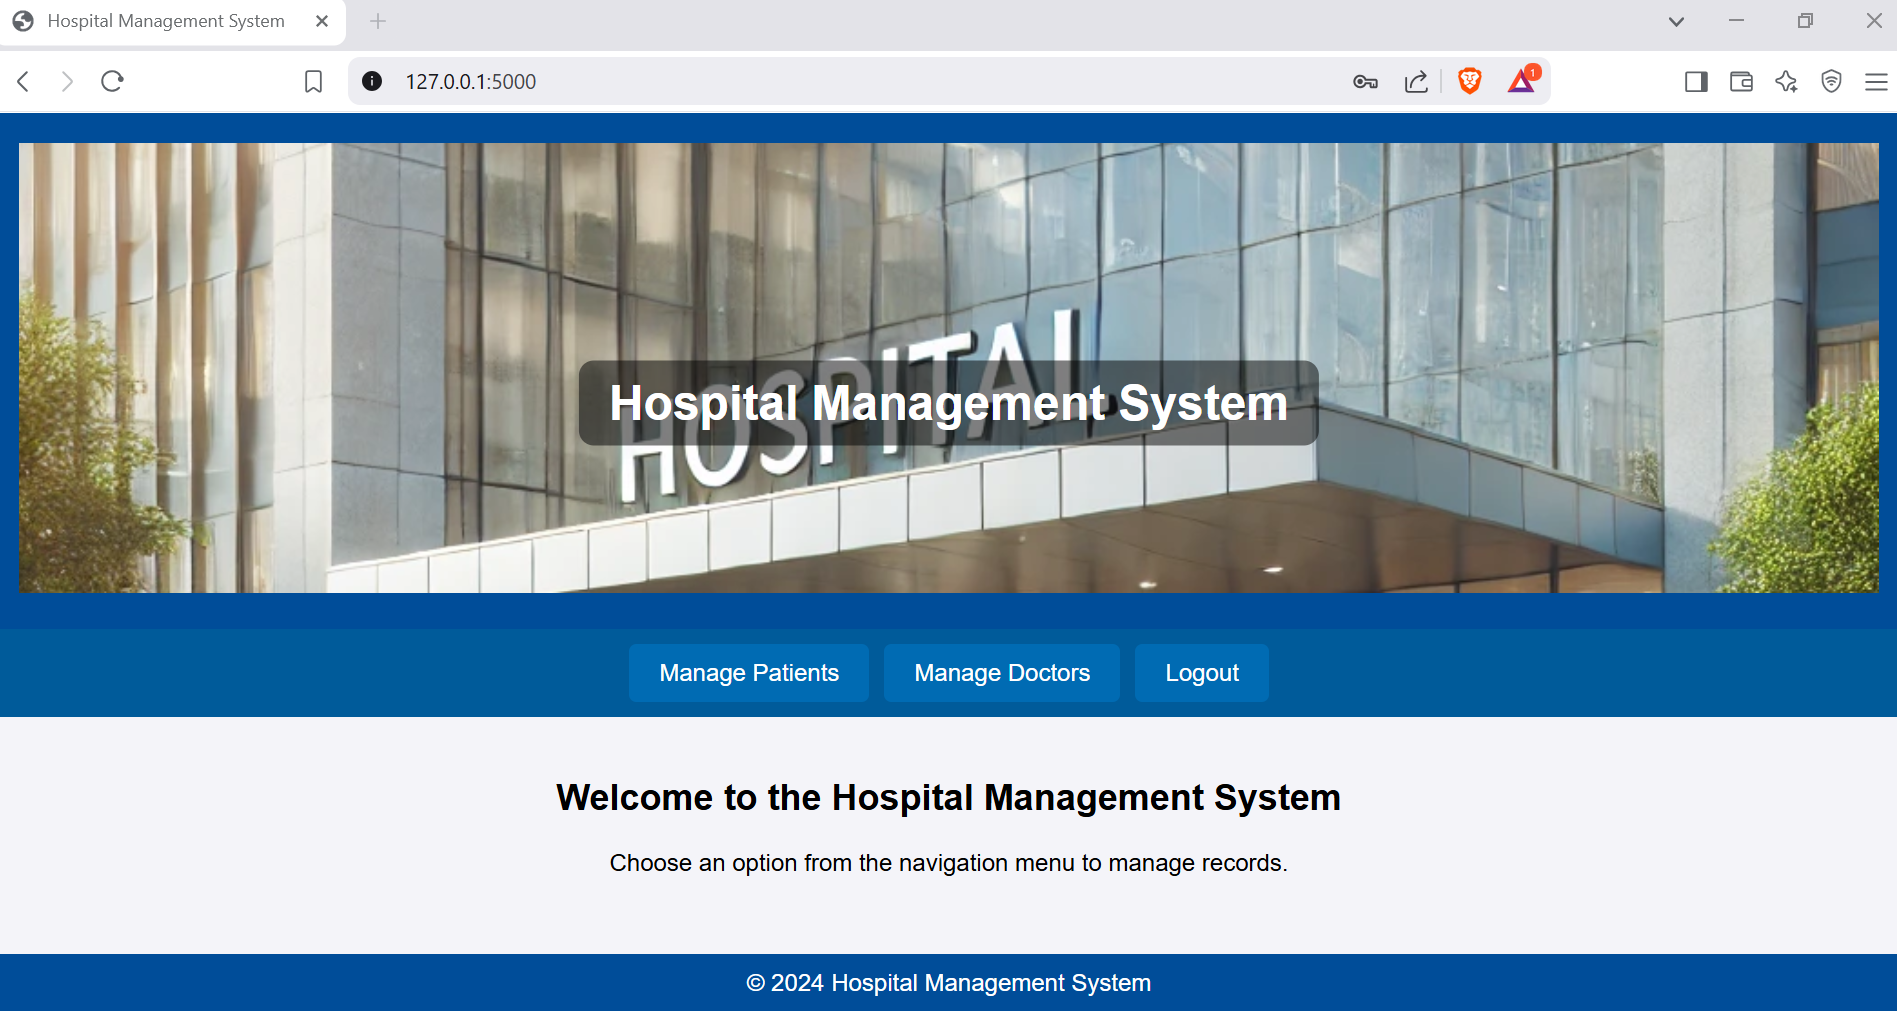 Hospital Management System
127.0.0.1:5000
1
HOSPITAL
Hospital Management System
Manage Patients
Manage Doctors
Logout
Welcome to the Hospital Management System
Choose an option from the navigation menu to manage records.
© 2024 Hospital Management System